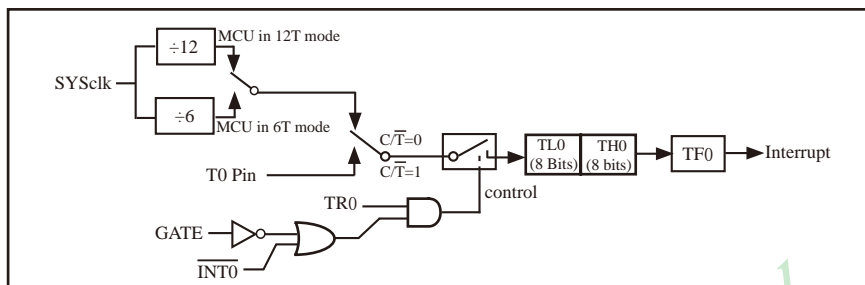 MCU in 12T mode
÷12
SYSclk
÷6
MCU in 6T mode
C/T̅=0
C/T̅=1
T0 Pin
TL0
(8 Bits)
TH0
(8 bits)
TF0
Interrupt
control
TR0
GATE
I̅N̅T̅0̅